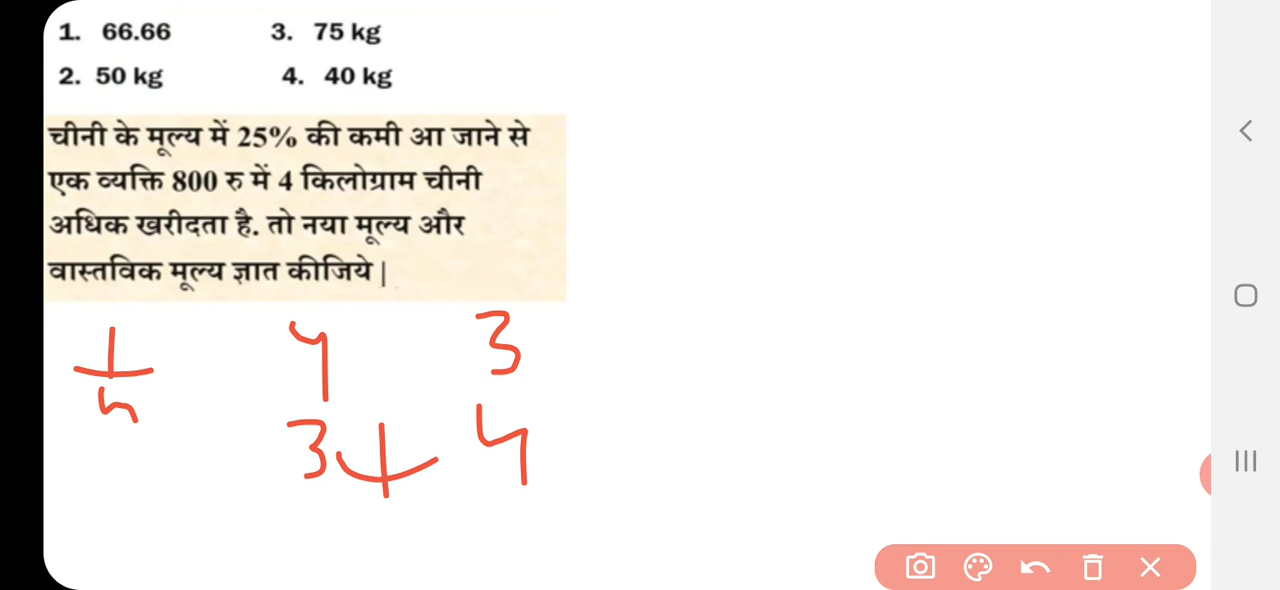 1. 66.66 3. 75 kg
2. 50 kg 4. 40 kg
चीनी के मूल्य में 25% की कमी आ जाने से
एक व्यक्ति 800 रु में 4 किलोग्राम चीनी
अधिक खरीदता है. तो नया मूल्य और
वास्तविक मूल्य ज्ञात कीजिये |
4 3
3 4
1